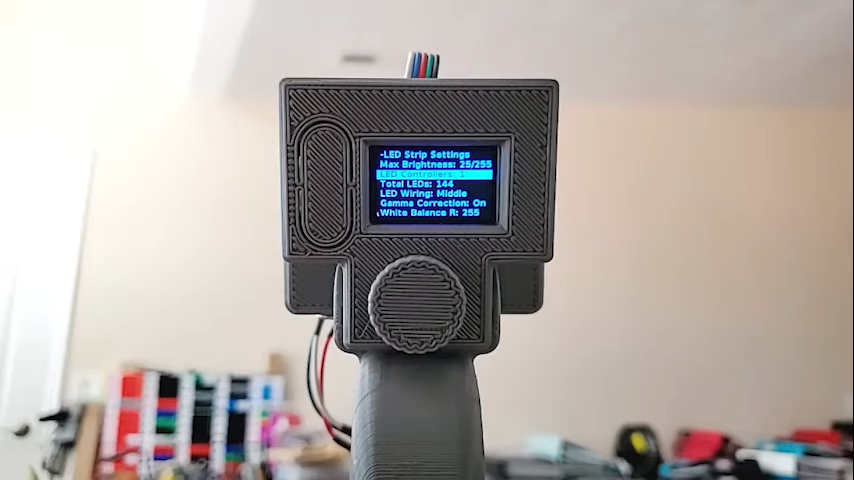 -LED Strip Settings
Max Brightness: 25/255
LED Controllers: 1
Total LEDs: 144
LED Wiring: Middle
Gamma Correction: On
White Balance R: 255